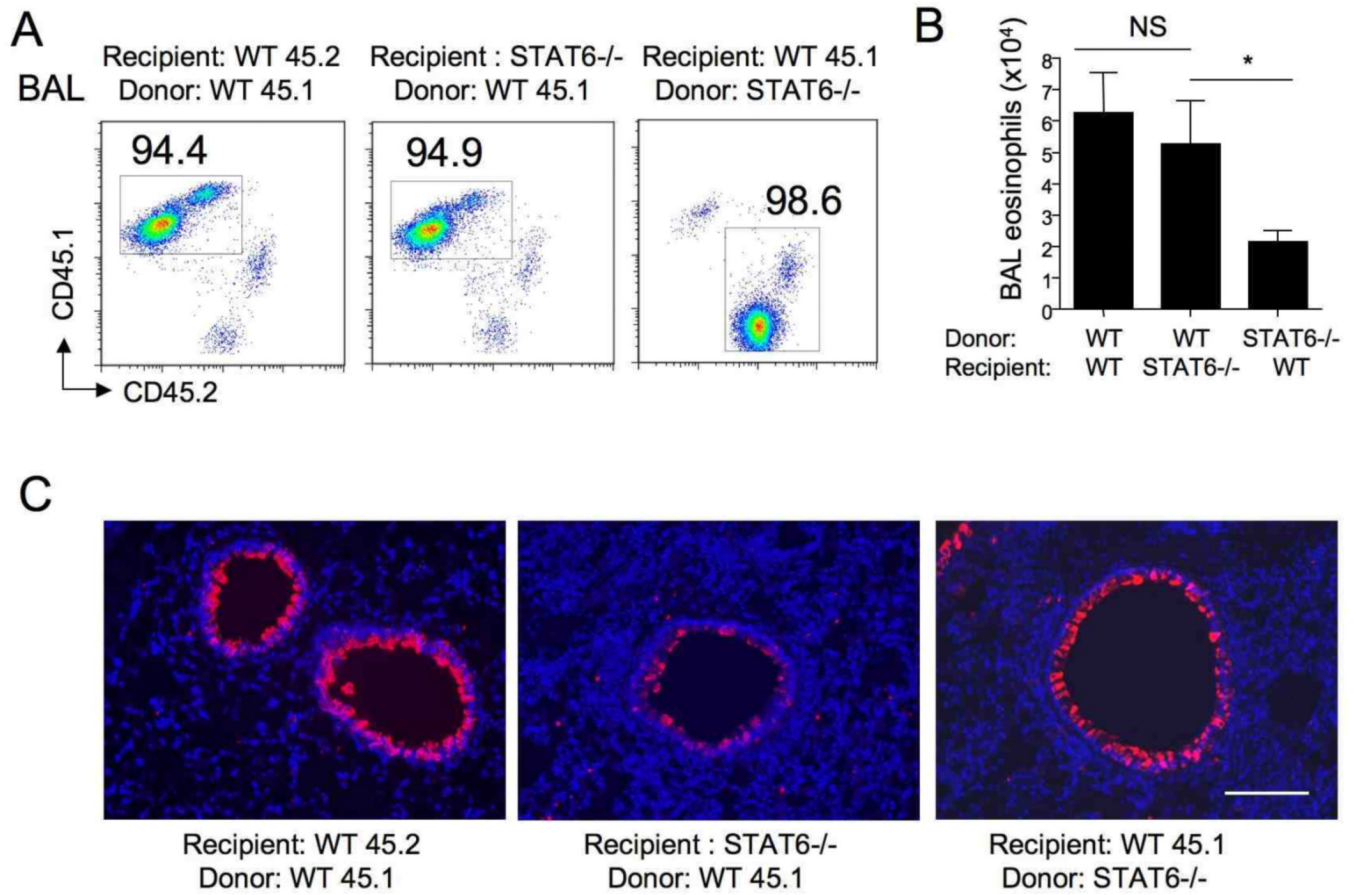 A
BAL
Recipient: WT 45.2
Donor: WT 45.1
Recipient : STAT6-/-
Donor: WT 45.1
Recipient: WT 45.1
Donor: STAT6-/-
94.4
94.9
98.6
CD45.1
CD45.2
B
NS
*
BAL eosinophils (x10⁴)
8
7
6
5
4
3
2
1
0
Donor: WT WT STAT6-/-
Recipient: WT STAT6-/- WT
C
Recipient: WT 45.2
Donor: WT 45.1
Recipient : STAT6-/-
Donor: WT 45.1
Recipient: WT 45.1
Donor: STAT6-/-